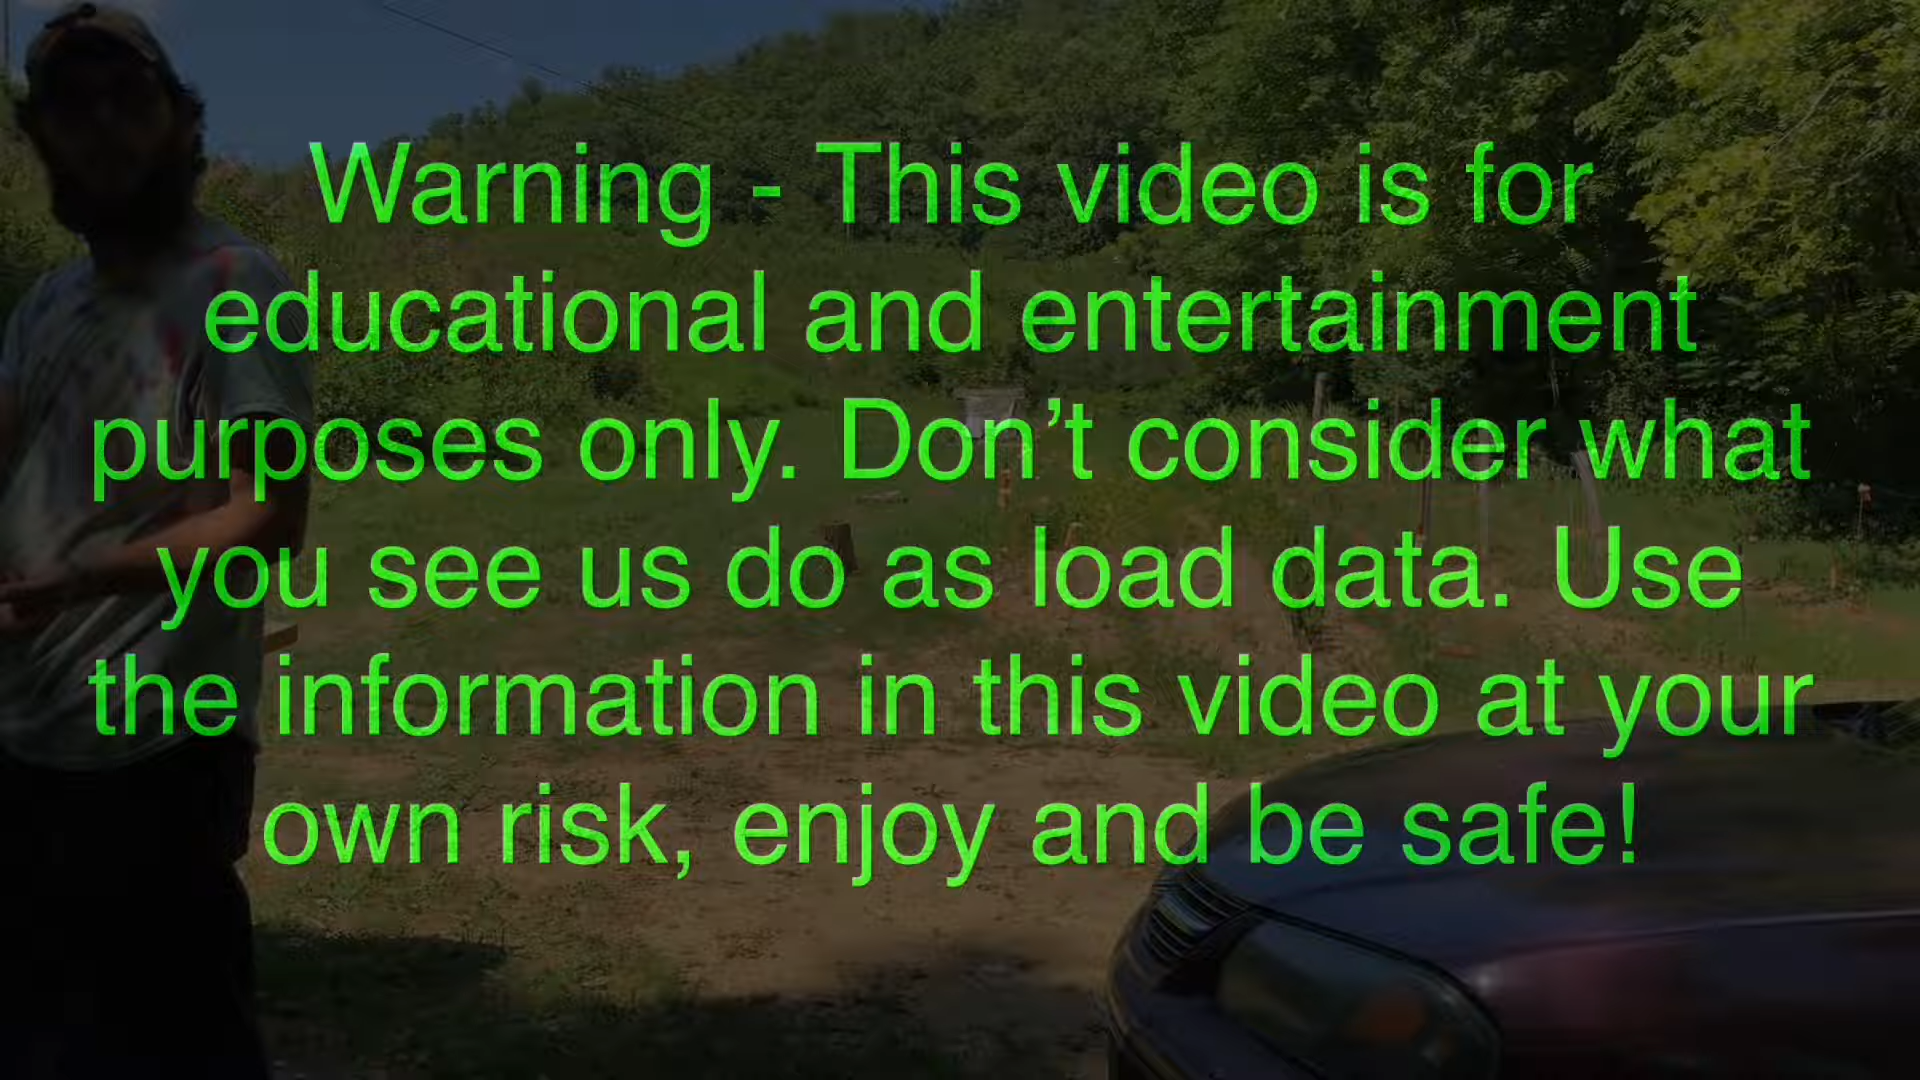 Warning - This video is for
educational and entertainment
purposes only. Don’t consider what
you see us do as load data. Use
the information in this video at your
own risk, enjoy and be safe!